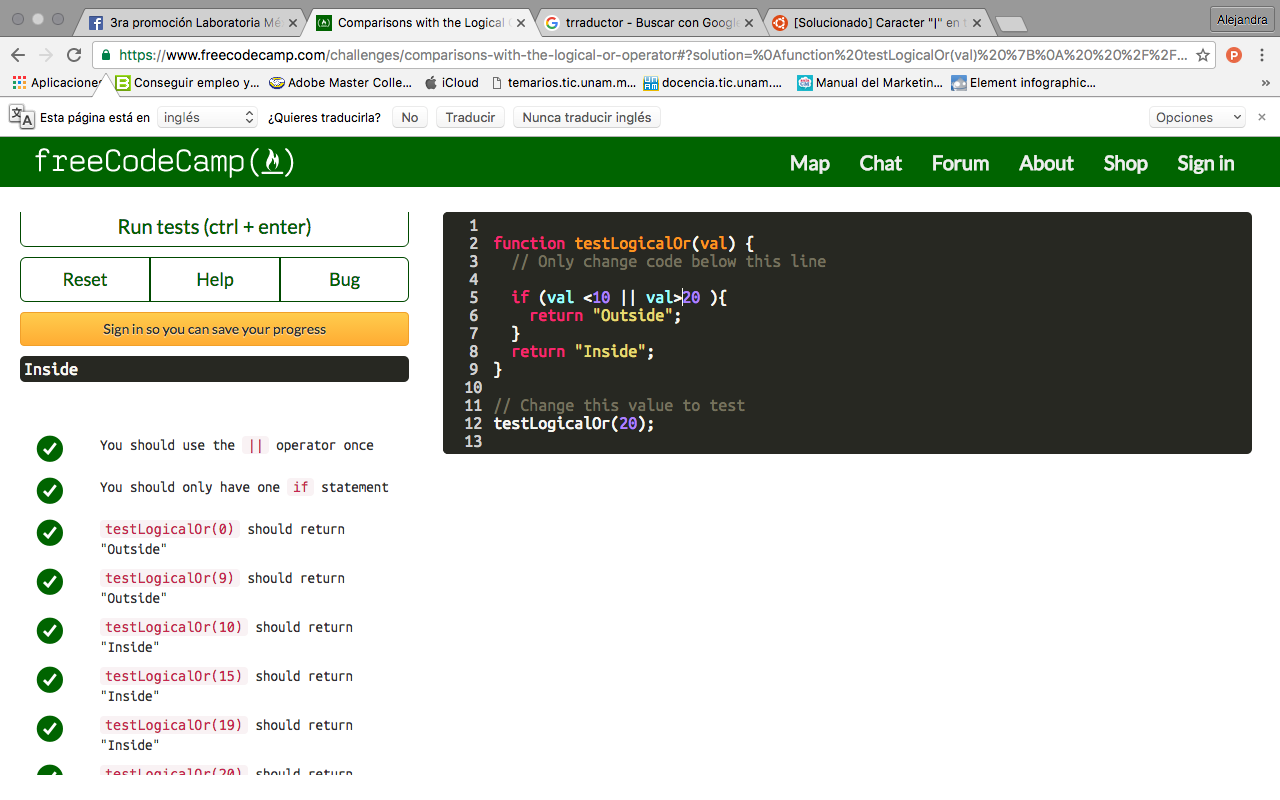 3ra promoción Laboratoria Mé
Comparisons with the Logical
trraductor - Buscar con Google
[Solucionado] Caracter "|" en
Alejandra
https://www.freecodecamp.com/challenges/comparisons-with-the-logical-or-operator#?solution=%0Afunction%20testLogicalOr(val)%20%7B%0A%20%20%2F%2F...
Aplicaciones
Conseguir empleo y...
Adobe Master Colle...
iCloud
temarios.tic.unam.m...
docencia.tic.unam....
Manual del Marketin...
Element infographic...
»
Esta página está en
inglés
¿Quieres traducirla?
No
Traducir
Nunca traducir inglés
Opciones
freeCodeCamp
Map
Chat
Forum
About
Shop
Sign in
Run tests (ctrl + enter)
Reset
Help
Bug
Sign in so you can save your progress
Inside
You should use the || operator once
You should only have one if statement
testLogicalOr(0) should return
"Outside"
testLogicalOr(9) should return
"Outside"
testLogicalOr(10) should return
"Inside"
testLogicalOr(15) should return
"Inside"
testLogicalOr(19) should return
"Inside"
testLogicalOr(20) should return
1
2 function testLogicalOr(val) {
3 // Only change code below this line
4
5 if (val <10 || val>20 ){
6 return "Outside";
7 }
8 return "Inside";
9 }
10
11 // Change this value to test
12 testLogicalOr(20);
13